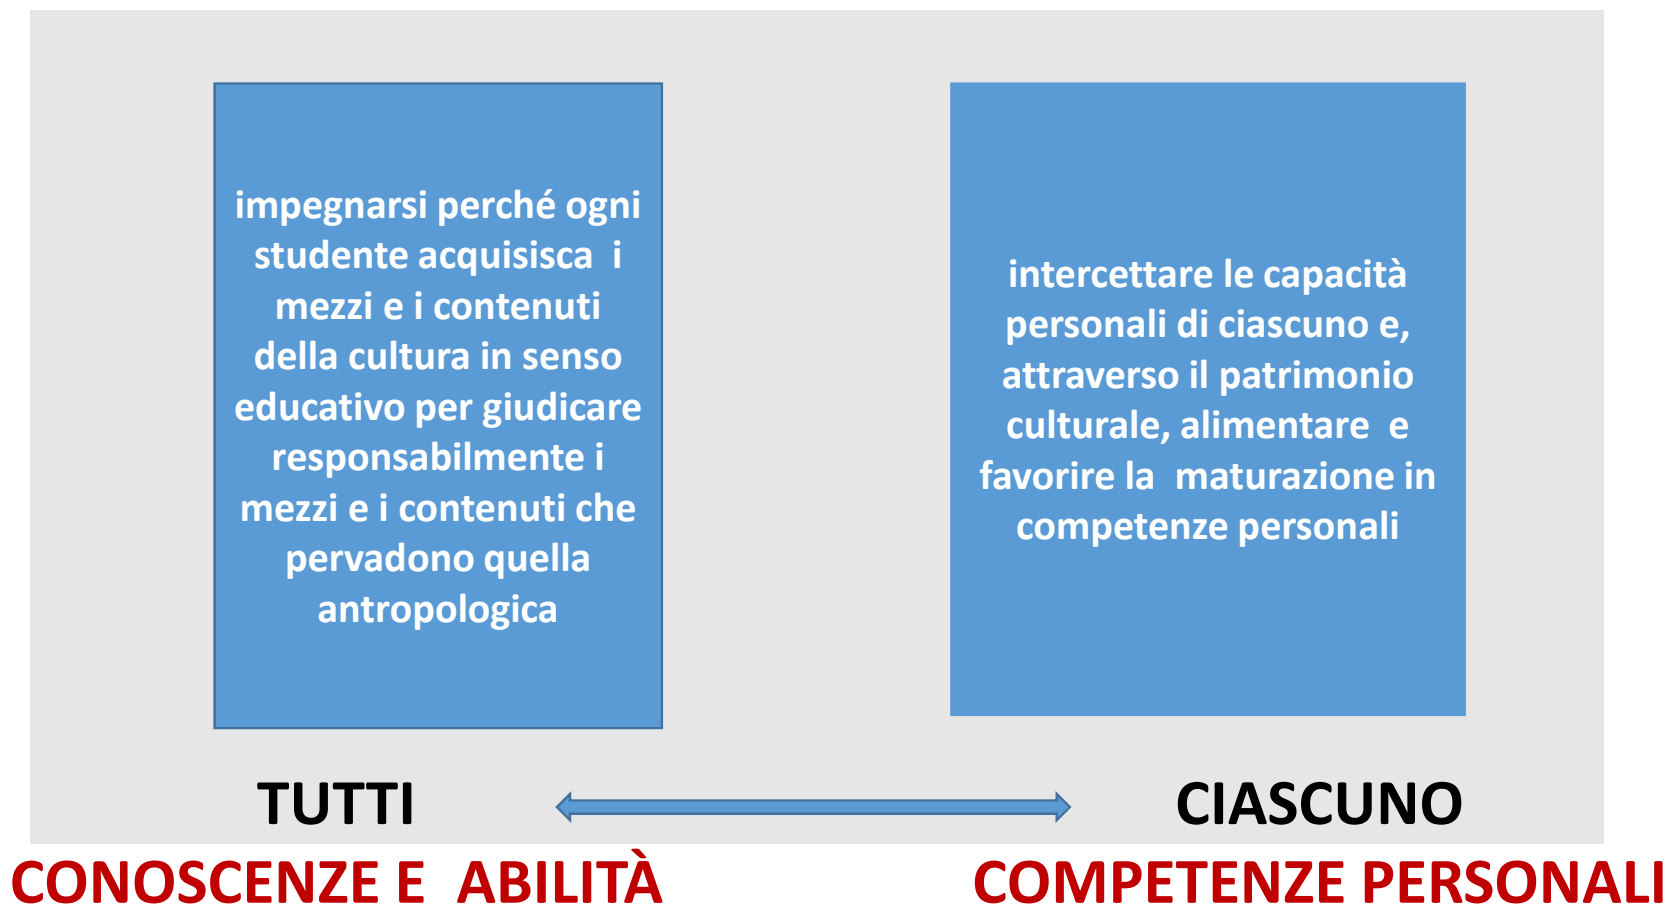 impegnarsi perché ogni
studente acquisisca i
mezzi e i contenuti
della cultura in senso
educativo per giudicare
responsabilmente i
mezzi e i contenuti che
pervadono quella
antropologica
intercettare le capacità
personali di ciascuno e,
attraverso il patrimonio
culturale, alimentare e
favorire la maturazione in
competenze personali
TUTTI
CIASCUNO
CONOSCENZE E ABILITÀ
COMPETENZE PERSONALI